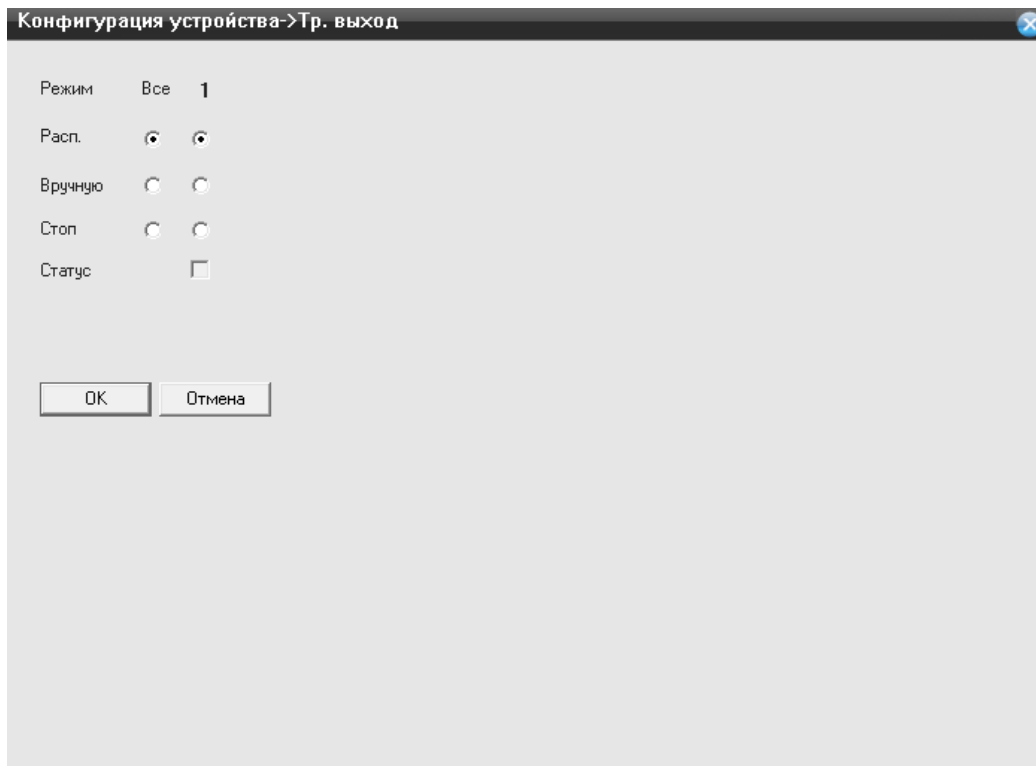 Конфигурация устройства->Тр. выход
Режим Все 1
Расп.
Вручную
Стоп
Статус
OK Отмена